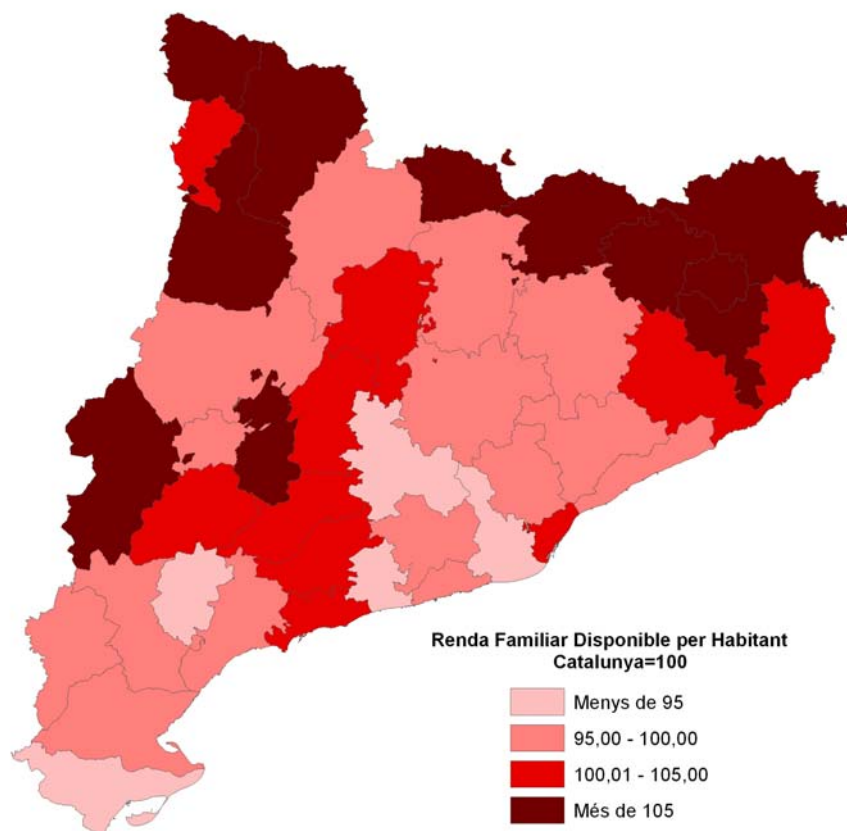 Renda Familiar Disponible per Habitant
Catalunya=100
Menys de 95
95,00 - 100,00
100,01 - 105,00
Més de 105